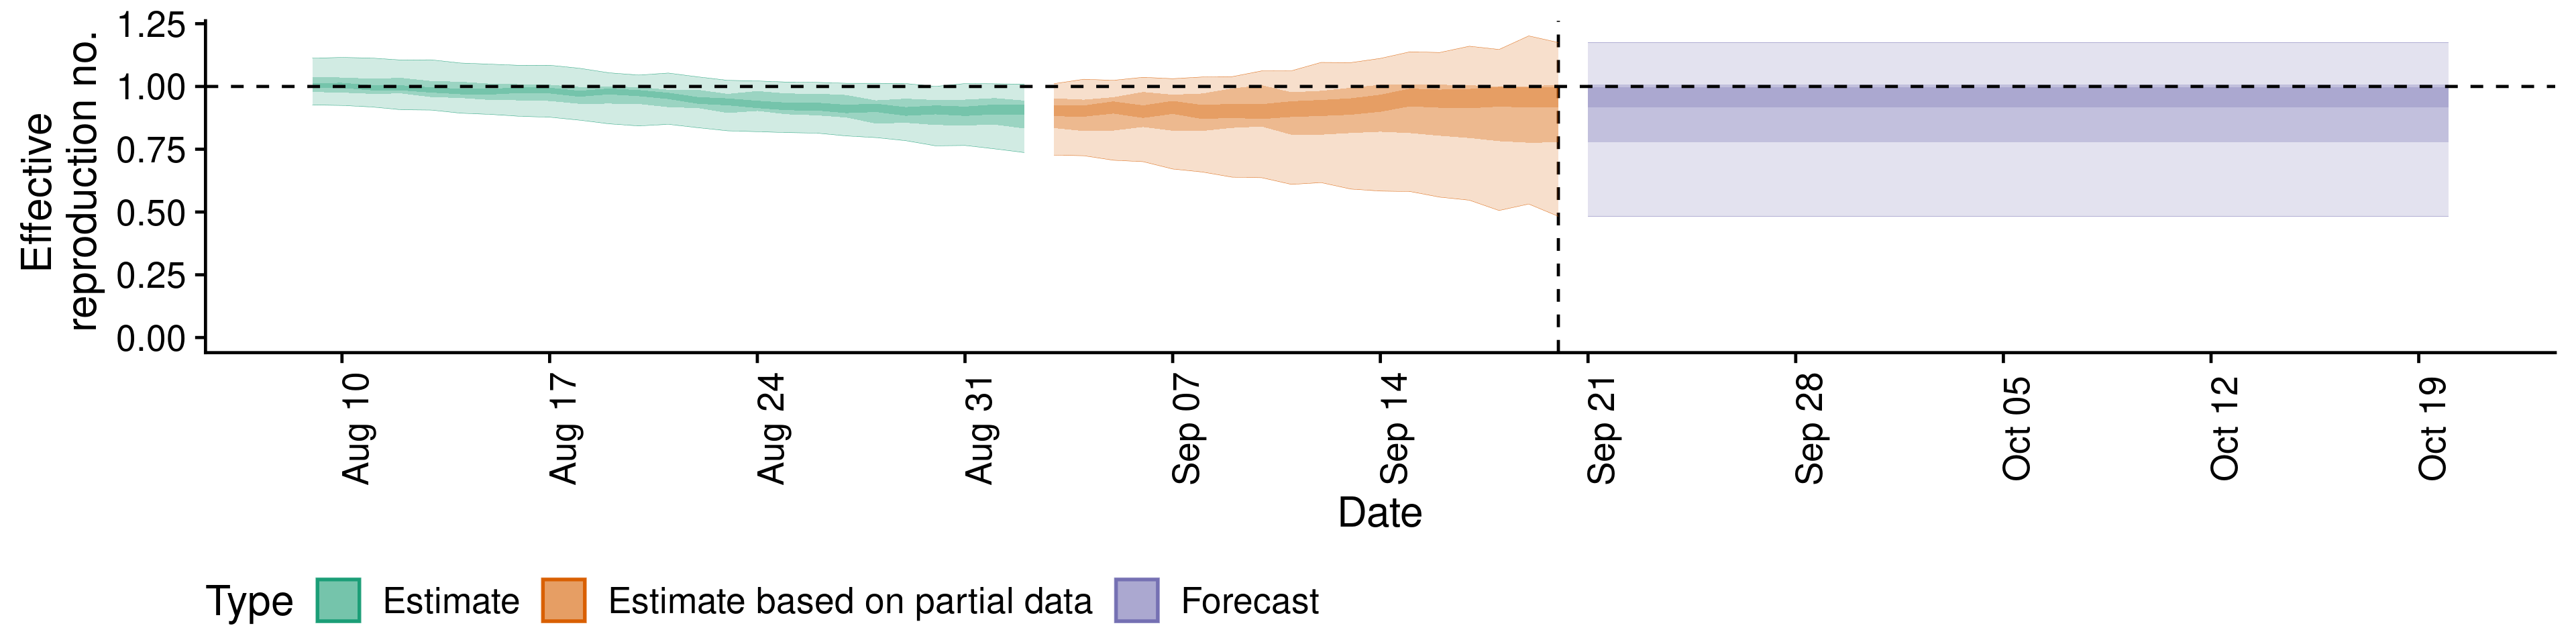 Effective
reproduction no.
1.25
1.00
0.75
0.50
0.25
0.00
Aug 10
Aug 17
Aug 24
Aug 31
Sep 07
Sep 14
Sep 21
Sep 28
Oct 05
Oct 12
Oct 19
Date
Type Estimate Estimate based on partial data Forecast